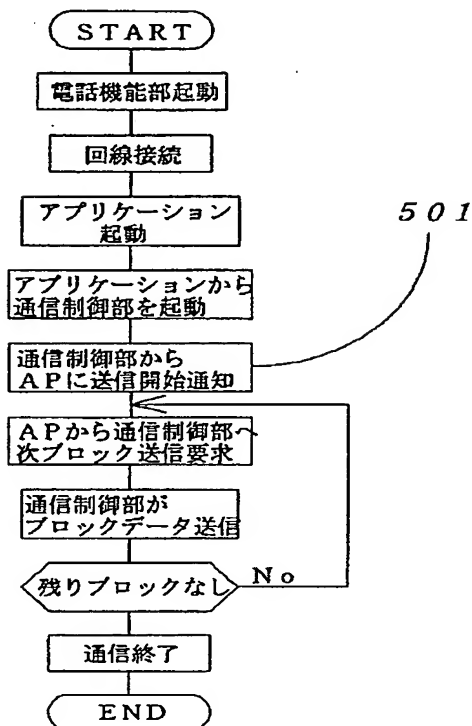 START
電話機能部起動
回線接続
アプリケーション
起動
501
アプリケーションから
通信制御部を起動
通信制御部から
APに送信開始通知
APから通信制御部へ
次ブロック送信要求
通信制御部が
ブロックデータ送信
残りブロックなし
No
通信終了
END